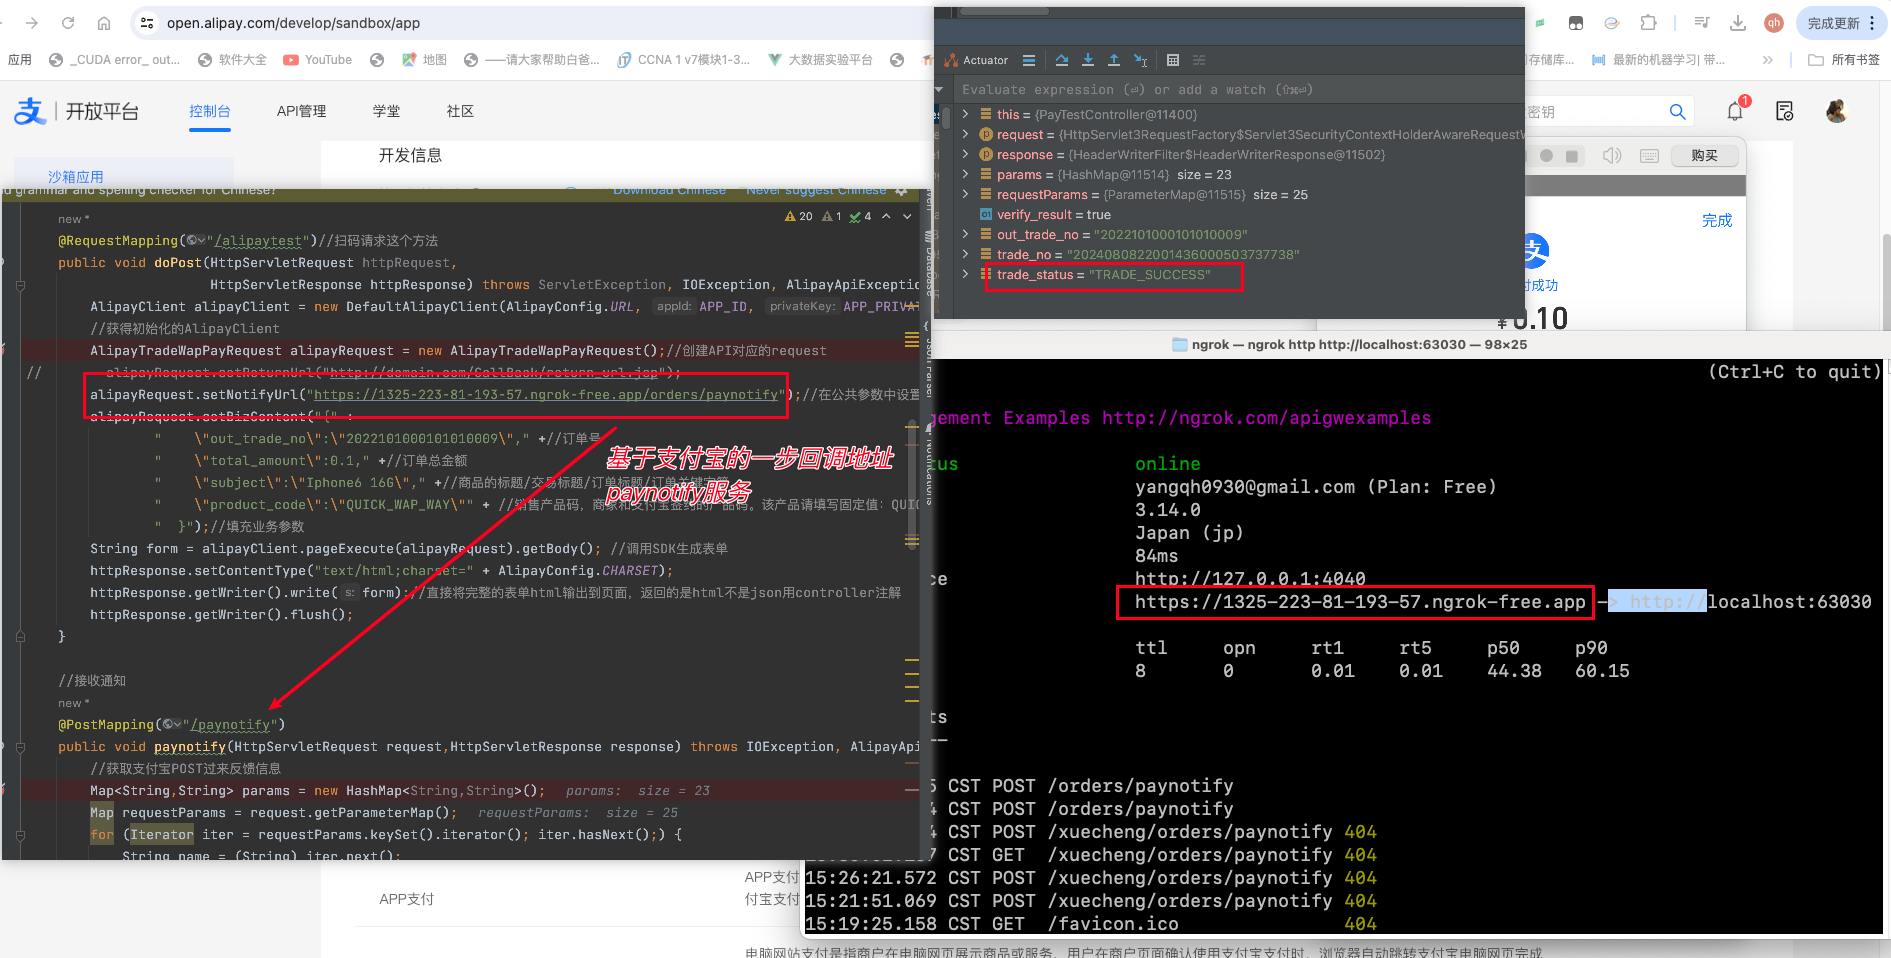 open.alipay.com/develop/sandbox/app
qh
完成更新
应用
_CUDA error_ out...
软件大全
YouTube
地图
——请大家帮助白爸...
CCNA 1 v7模块1-3...
大数据实验平台
存储库...
最新的机器学习| 带...
所有书签
开放平台
控制台
API管理
学堂
社区
密钥
1
沙箱应用
开发信息
购买
完成
付成功
¥0.10
d grammar and spelling checker for Chinese?
Download Chinese
Never suggest Chinese
20 1 4
new *
@RequestMapping("/alipaytest")//扫码请求这个方法
public void doPost(HttpServletRequest httpRequest,
HttpServletResponse httpResponse) throws ServletException, IOException, AlipayApiException
AlipayClient alipayClient = new DefaultAlipayClient(AlipayConfig.URL, appId: APP_ID, privateKey: APP_PRIVAT
//获得初始化的AlipayClient
AlipayTradeWapPayRequest alipayRequest = new AlipayTradeWapPayRequest();//创建API对应的request
// alipayRequest.setReturnUrl("http://domain.com/CallBack/return_url.jsp");
alipayRequest.setNotifyUrl("https://1325-223-81-193-57.ngrok-free.app/orders/paynotify");//在公共参数中设置
alipayRequest.setBizContent("{" +
" \"out_trade_no\":\"2022101000101010009\"," +//订单号
" \"total_amount\":0.1," +//订单总金额
" \"subject\":\"Iphone6 16G\"," +//商品的标题/交易标题/订单标题/订单关键字等
" \"product_code\":\"QUICK_WAP_WAY\"" + //销售产品码，商家和支付宝签约的产品码。该产品请填写固定值：QUIC
" }");//填充业务参数
String form = alipayClient.pageExecute(alipayRequest).getBody(); //调用SDK生成表单
httpResponse.setContentType("text/html;charset=" + AlipayConfig.CHARSET);
httpResponse.getWriter().write( s: form);//直接将完整的表单html输出到页面，返回的是html不是json用controller注解
httpResponse.getWriter().flush();
}
//接收通知
new *
@PostMapping("/paynotify")
public void paynotify(HttpServletRequest request,HttpServletResponse response) throws IOException, AlipayApi
//获取支付宝POST过来反馈信息
Map<String,String> params = new HashMap<String,String>(); params: size = 23
Map requestParams = request.getParameterMap(); requestParams: size = 25
for (Iterator iter = requestParams.keySet().iterator(); iter.hasNext();) {
String name = (String) iter.next();
基于支付宝的一步回调地址
paynotify服务
Database
Notifications
Actuator
Evaluate expression (⏎) or add a watch (⇧⌘⏎)
this = {PayTestController@11400}
request = {HttpServlet3RequestFactory$Servlet3SecurityContextHolderAwareRequestW
response = {HeaderWriterFilter$HeaderWriterResponse@11502}
params = {HashMap@11514} size = 23
requestParams = {ParameterMap@11515} size = 25
verify_result = true
out_trade_no = "2022101000101010009"
trade_no = "2024080822001436000503737738"
trade_status = "TRADE_SUCCESS"
ngrok — ngrok http http://localhost:63030 — 98×25
(Ctrl+C to quit)
gement Examples http://ngrok.com/apigwexamples
tus online
yangqh0930@gmail.com (Plan: Free)
3.14.0
Japan (jp)
84ms
ce http://127.0.0.1:4040
https://1325-223-81-193-57.ngrok-free.app -> http://localhost:63030
ttl opn rt1 rt5 p50 p90
8 0 0.01 0.01 44.38 60.15
ts
--
5 CST POST /orders/paynotify
4 CST POST /orders/paynotify
4 CST POST /xuecheng/orders/paynotify 404
7 CST GET /xuecheng/orders/paynotify 404
15:26:21.572 CST POST /xuecheng/orders/paynotify 404
15:21:51.069 CST POST /xuecheng/orders/paynotify 404
15:19:25.158 CST GET /favicon.ico 404
APP支付
APP支付
付宝支付
电脑网站支付是指商户在电脑网页展示商品或服务，用户在商户页面确认使用支付宝支付时，浏览器自动跳转支付宝电脑网页完成